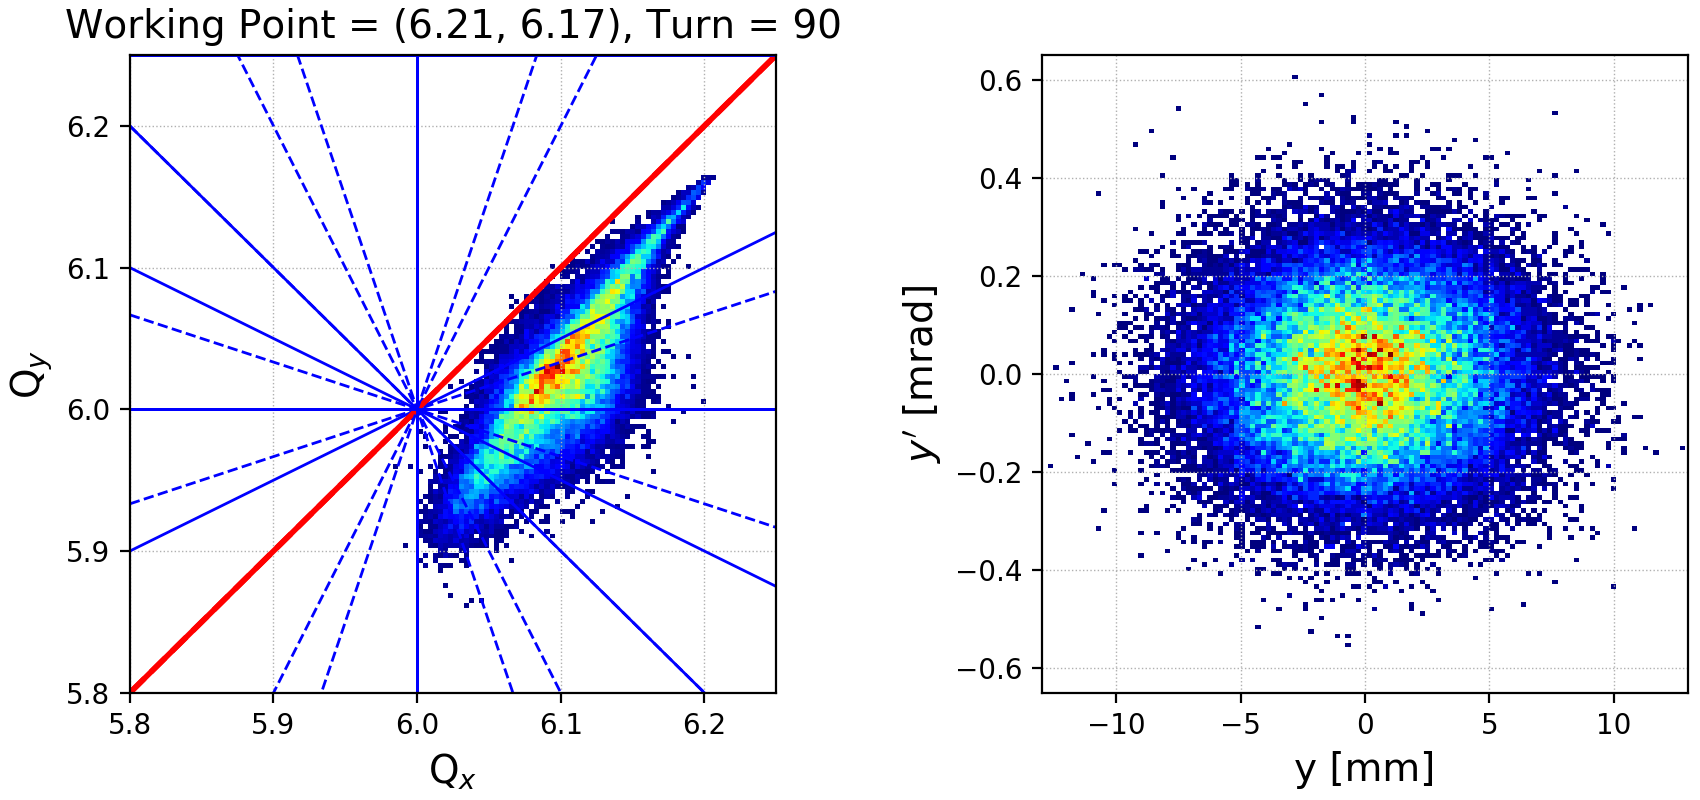 Working Point = (6.21, 6.17), Turn = 90
6.2
6.1
6.0
5.9
5.8
Q_y
5.8 5.9 6.0 6.1 6.2
Q_x
0.6
0.4
0.2
0.0
−0.2
−0.4
−0.6
y′ [mrad]
−10 −5 0 5 10
y [mm]